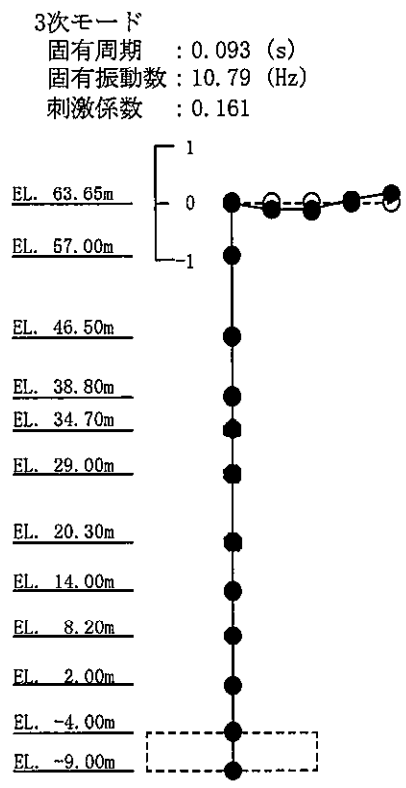 3次モード
固有周期 : 0.093 (s)
固有振動数 : 10.79 (Hz)
刺激係数 : 0.161
1
EL. 63.65m
0
EL. 57.00m
-1
EL. 46.50m
EL. 38.80m
EL. 34.70m
EL. 29.00m
EL. 20.30m
EL. 14.00m
EL. 8.20m
EL. 2.00m
EL. -4.00m
EL. -9.00m